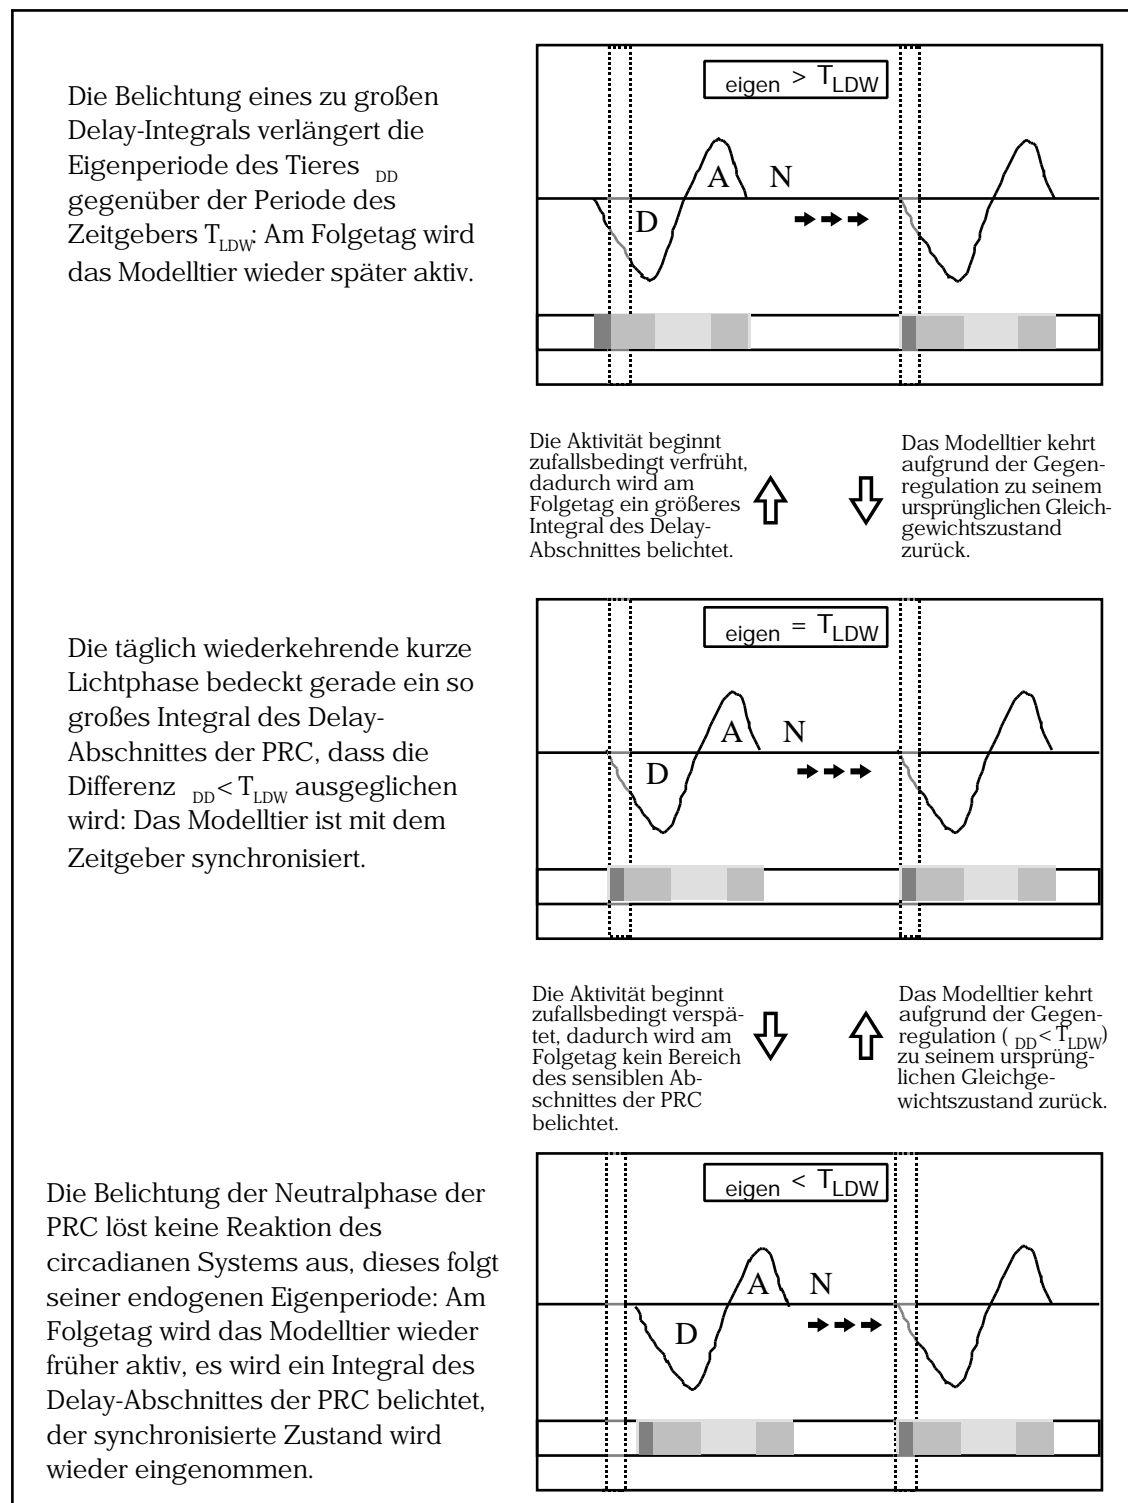 Die Belichtung eines zu großen
Delay-Integrals verlängert die
Eigenperiode des Tieres DD
gegenüber der Periode des
Zeitgebers TLDW: Am Folgetag wird
das Modelltier wieder später aktiv.
eigen > TLDW
A N
D
Die Aktivität beginnt
zufallsbedingt verfrüht,
dadurch wird am
Folgetag ein größeres
Integral des Delay-
Abschnittes belichtet.
Das Modelltier kehrt
aufgrund der Gegen-
regulation zu seinem
ursprünglichen Gleich-
gewichtszustand
zurück.
Die täglich wiederkehrende kurze
Lichtphase bedeckt gerade ein so
großes Integral des Delay-
Abschnittes der PRC, dass die
Differenz DD < TLDW ausgeglichen
wird: Das Modelltier ist mit dem
Zeitgeber synchronisiert.
eigen = TLDW
A N
D
Die Aktivität beginnt
zufallsbedingt verspä-
tet, dadurch wird am
Folgetag kein Bereich
des sensiblen Ab-
schnittes der PRC
belichtet.
Das Modelltier kehrt
aufgrund der Gegen-
regulation ( DD < TLDW)
zu seinem ursprüng-
lichen Gleichge-
wichtszustand zurück.
Die Belichtung der Neutralphase der
PRC löst keine Reaktion des
circadianen Systems aus, dieses folgt
seiner endogenen Eigenperiode: Am
Folgetag wird das Modelltier wieder
früher aktiv, es wird ein Integral des
Delay-Abschnittes der PRC belichtet,
der synchronisierte Zustand wird
wieder eingenommen.
eigen < TLDW
A N
D